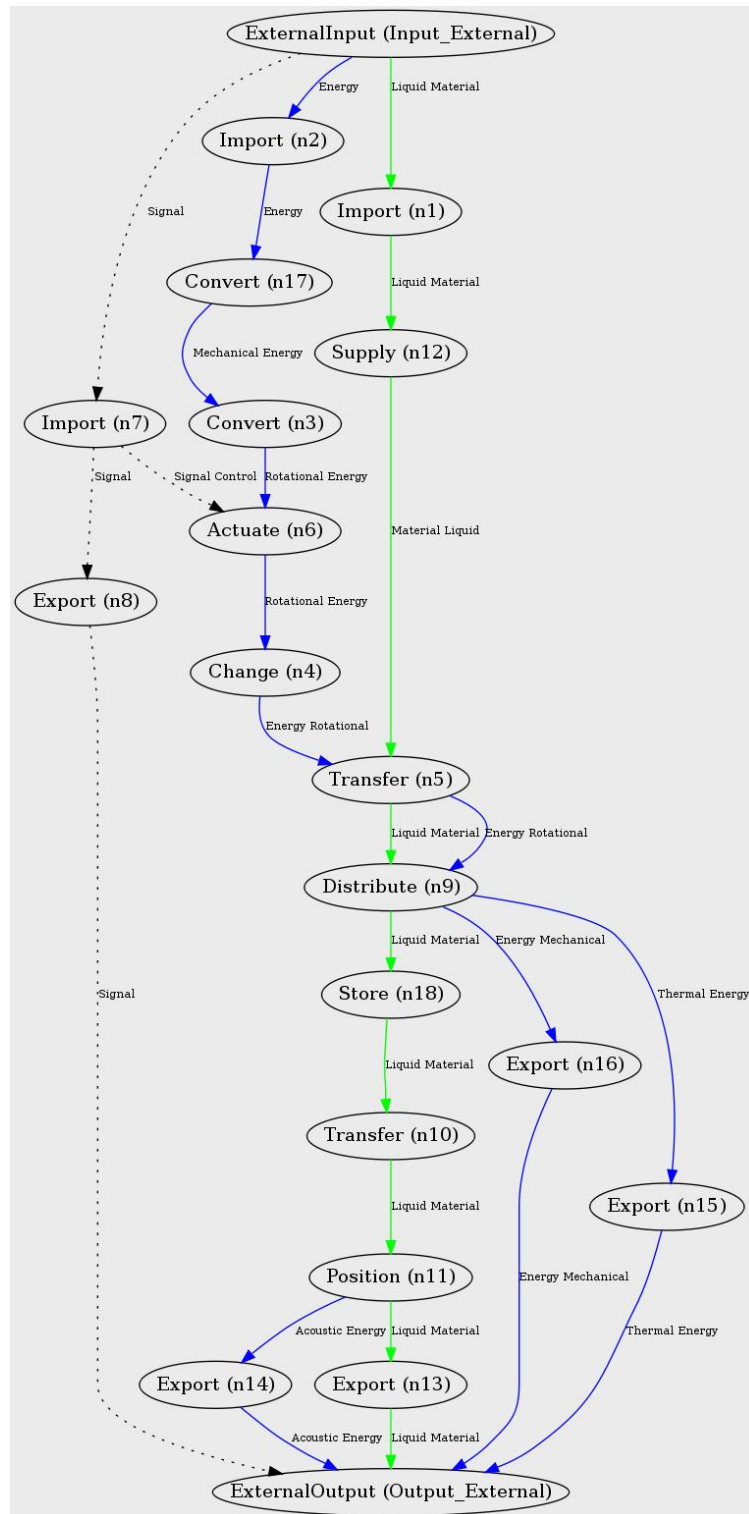 ExternalInput (Input_External)
Energy
Liquid Material
Import (n2)
Import (n1)
Signal
Energy
Convert (n17)
Liquid Material
Mechanical Energy
Supply (n12)
Import (n7)
Convert (n3)
Signal
Signal Control
Rotational Energy
Actuate (n6)
Material Liquid
Export (n8)
Rotational Energy
Change (n4)
Energy Rotational
Transfer (n5)
Liquid Material
Energy Rotational
Distribute (n9)
Liquid Material
Energy Mechanical
Signal
Store (n18)
Thermal Energy
Export (n16)
Liquid Material
Transfer (n10)
Liquid Material
Export (n15)
Position (n11)
Energy Mechanical
Acoustic Energy
Liquid Material
Thermal Energy
Export (n14)
Export (n13)
Acoustic Energy
Liquid Material
ExternalOutput (Output_External)